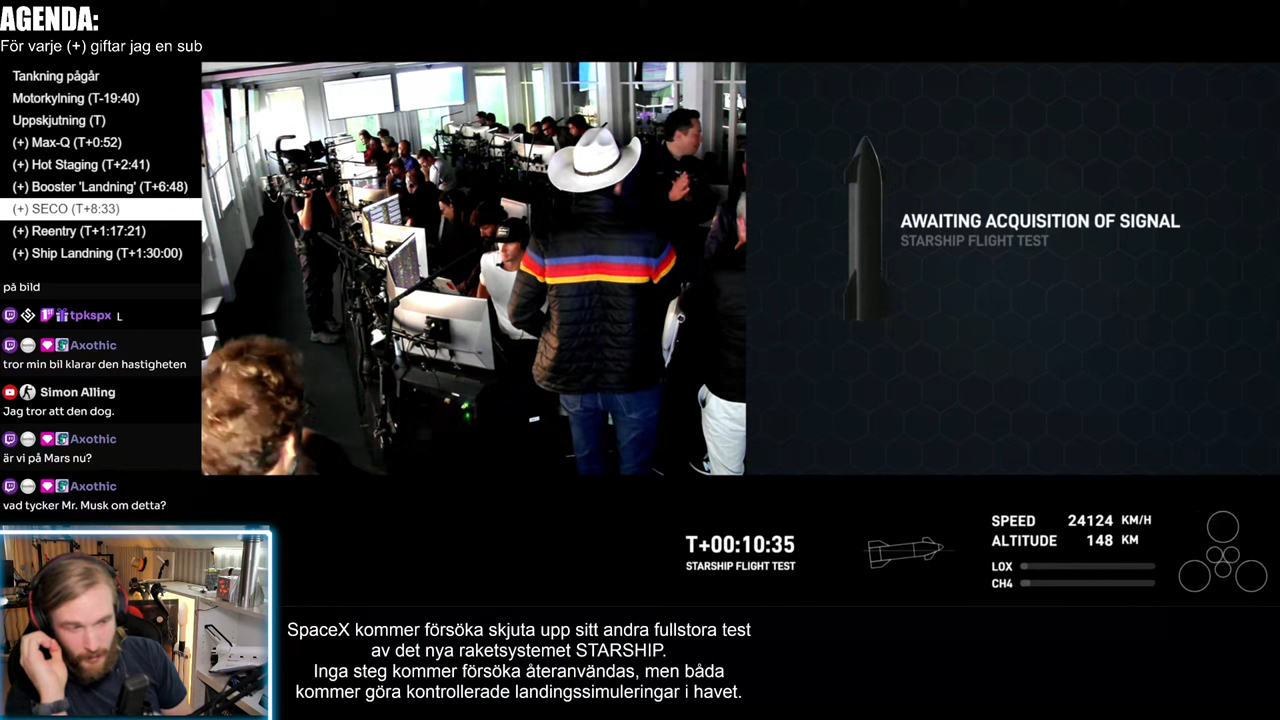 AGENDA:
För varje (+) giftar jag en sub
Tankning pågår
Motorkylning (T-19:40)
Uppskjutning (T)
(+) Max-Q (T+0:52)
(+) Hot Staging (T+2:41)
(+) Booster 'Landning' (T+6:48)
(+) SECO (T+8:33)
(+) Reentry (T+1:17:21)
(+) Ship Landning (T+1:30:00)
på bild
tpkspx L
Axothic
tror min bil klarar den hastigheten
Simon Alling
Jag tror att den dog.
Axothic
är vi på Mars nu?
Axothic
vad tycker Mr. Musk om detta?
AWAITING ACQUISITION OF SIGNAL
STARSHIP FLIGHT TEST
T+00:10:35
STARSHIP FLIGHT TEST
SPEED 24124 KM/H
ALTITUDE 148 KM
LOX
CH4
SpaceX kommer försöka skjuta upp sitt andra fullstora test
av det nya raketsystemet STARSHIP.
Inga steg kommer försöka återanvändas, men båda
kommer göra kontrollerade landingssimuleringar i havet.